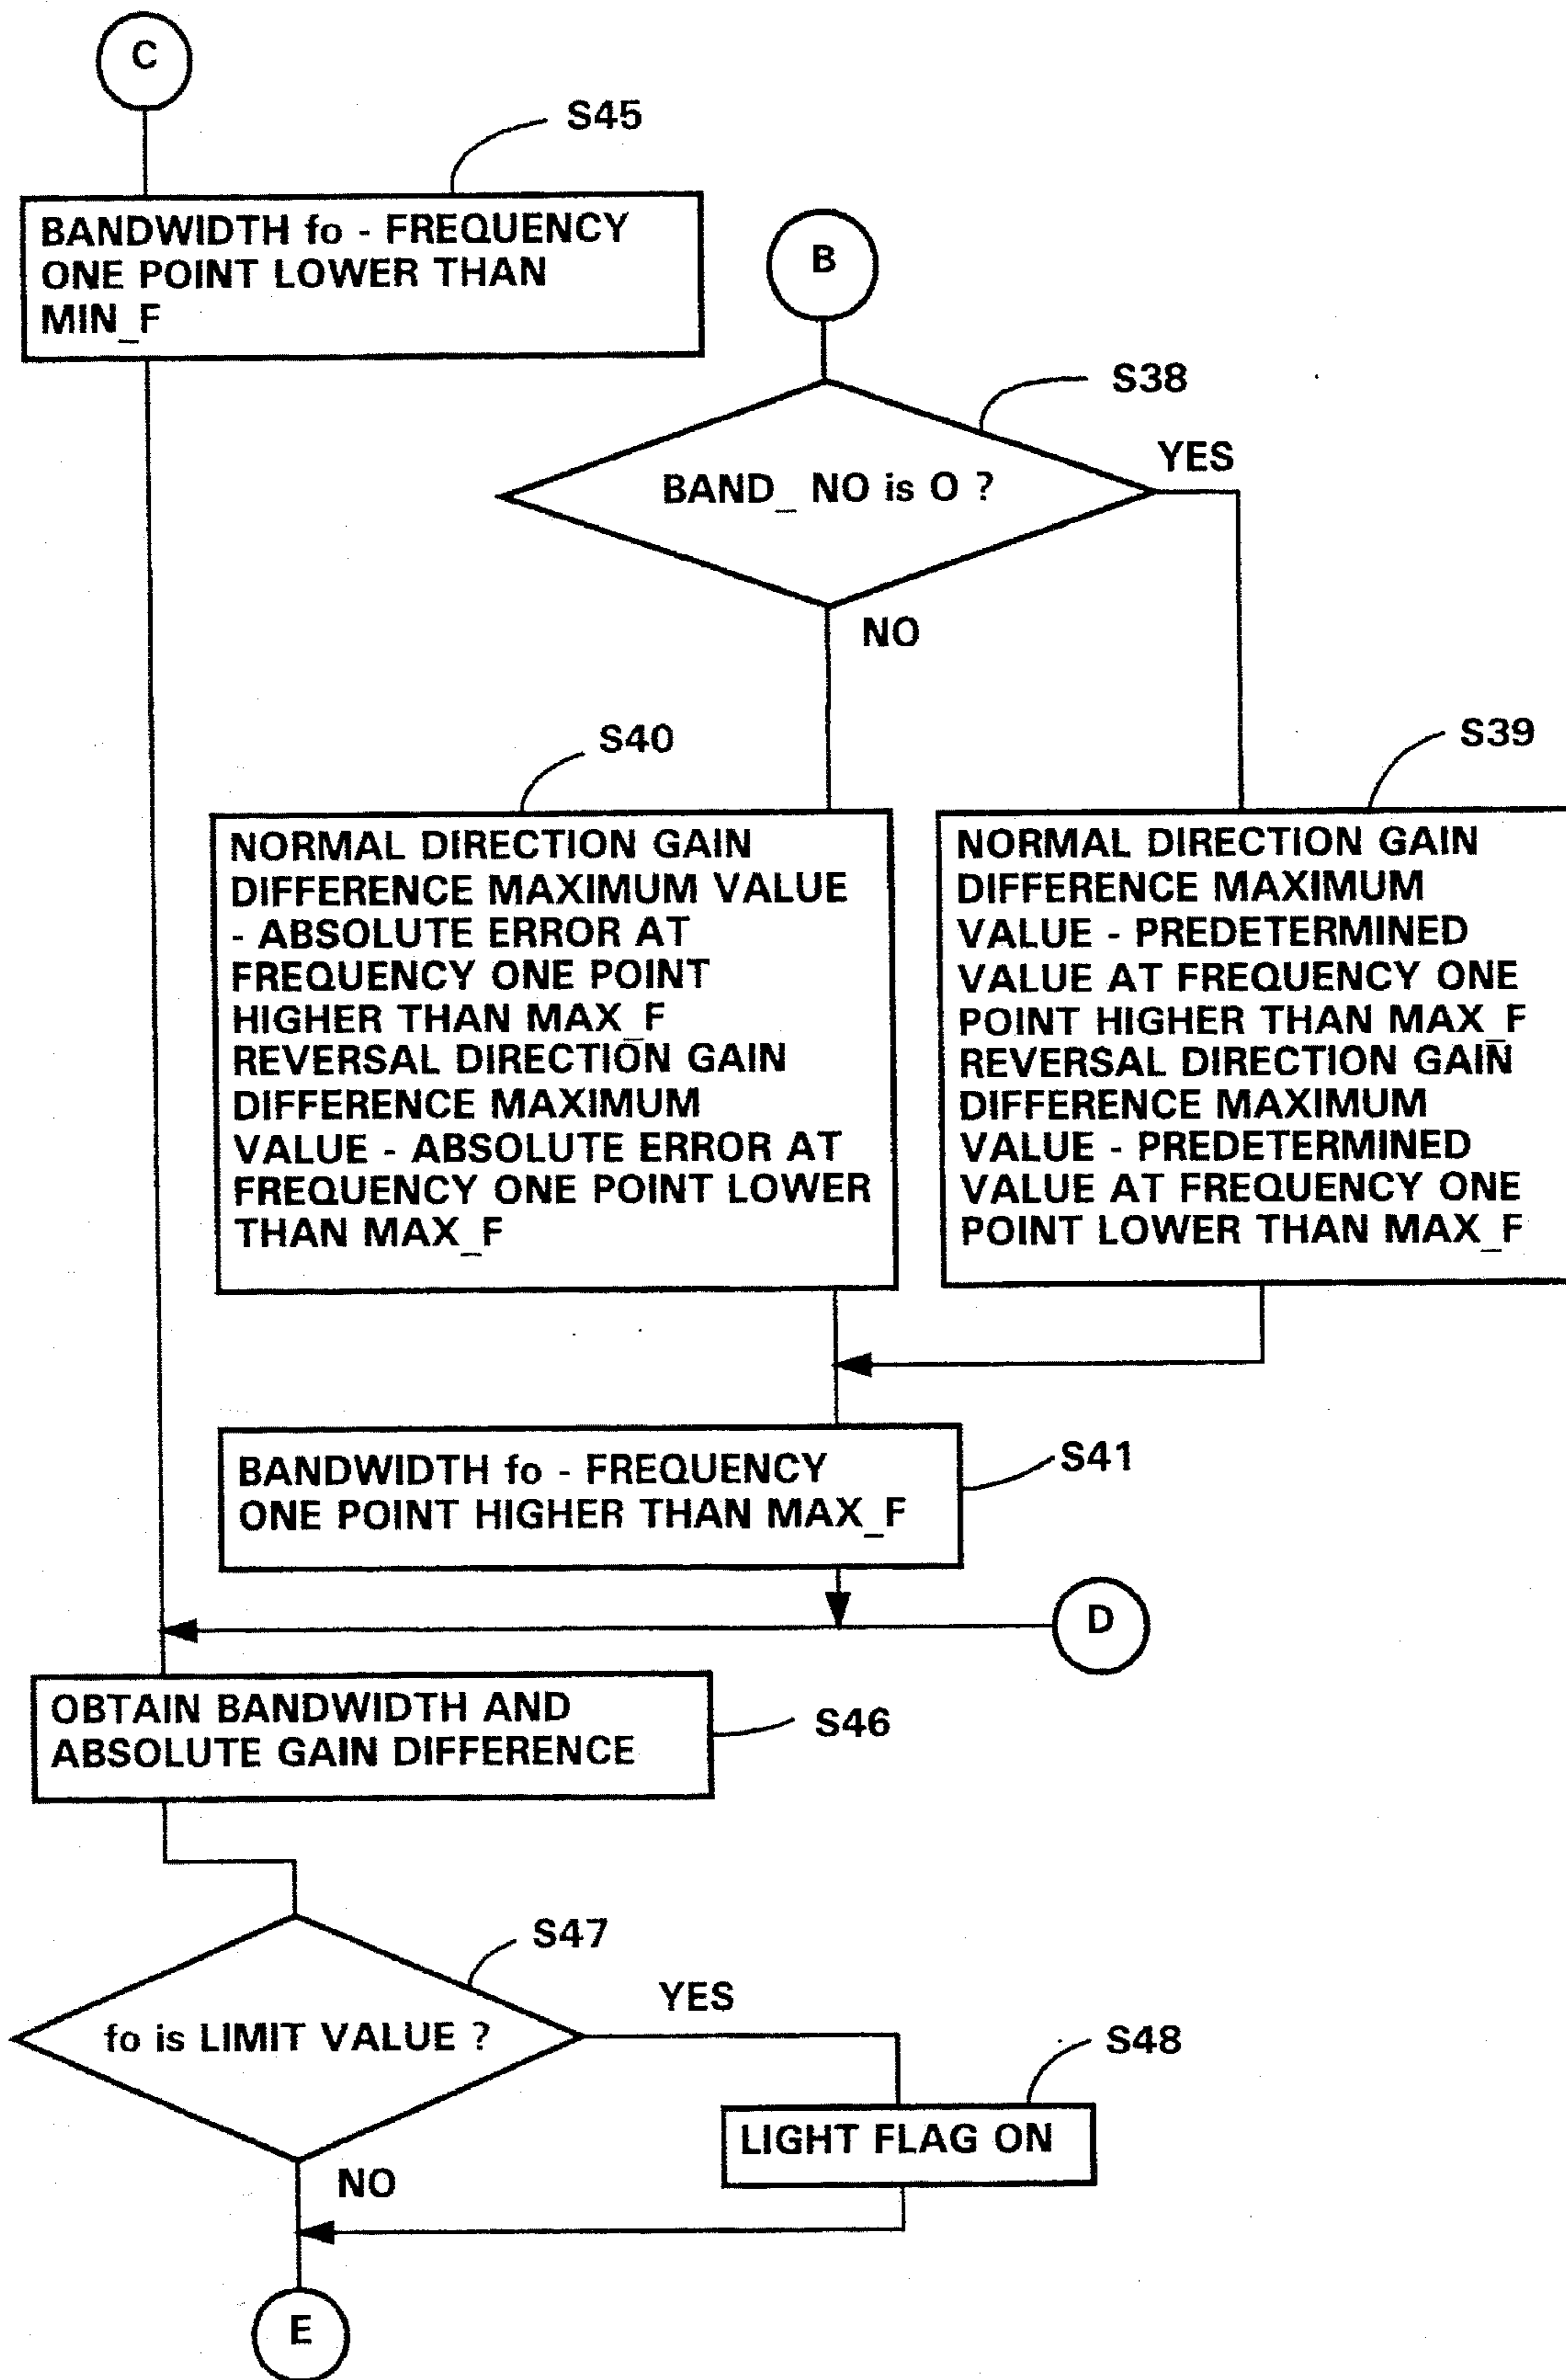 C
S45
BANDWIDTH fo - FREQUENCY
ONE POINT LOWER THAN
MIN_F
B
S38
BAND_ NO is O ?
YES
NO
S40
NORMAL DIRECTION GAIN
DIFFERENCE MAXIMUM VALUE
- ABSOLUTE ERROR AT
FREQUENCY ONE POINT
HIGHER THAN MAX_F
REVERSAL DIRECTION GAIN
DIFFERENCE MAXIMUM
VALUE - ABSOLUTE ERROR AT
FREQUENCY ONE POINT LOWER
THAN MAX_F
S39
NORMAL DIRECTION GAIN
DIFFERENCE MAXIMUM
VALUE - PREDETERMINED
VALUE AT FREQUENCY ONE
POINT HIGHER THAN MAX_F
REVERSAL DIRECTION GAIN
DIFFERENCE MAXIMUM
VALUE - PREDETERMINED
VALUE AT FREQUENCY ONE
POINT LOWER THAN MAX_F
BANDWIDTH fo - FREQUENCY
ONE POINT HIGHER THAN MAX_F
S41
D
OBTAIN BANDWIDTH AND
ABSOLUTE GAIN DIFFERENCE
S46
S47
fo is LIMIT VALUE ?
YES
S48
LIGHT FLAG ON
NO
E